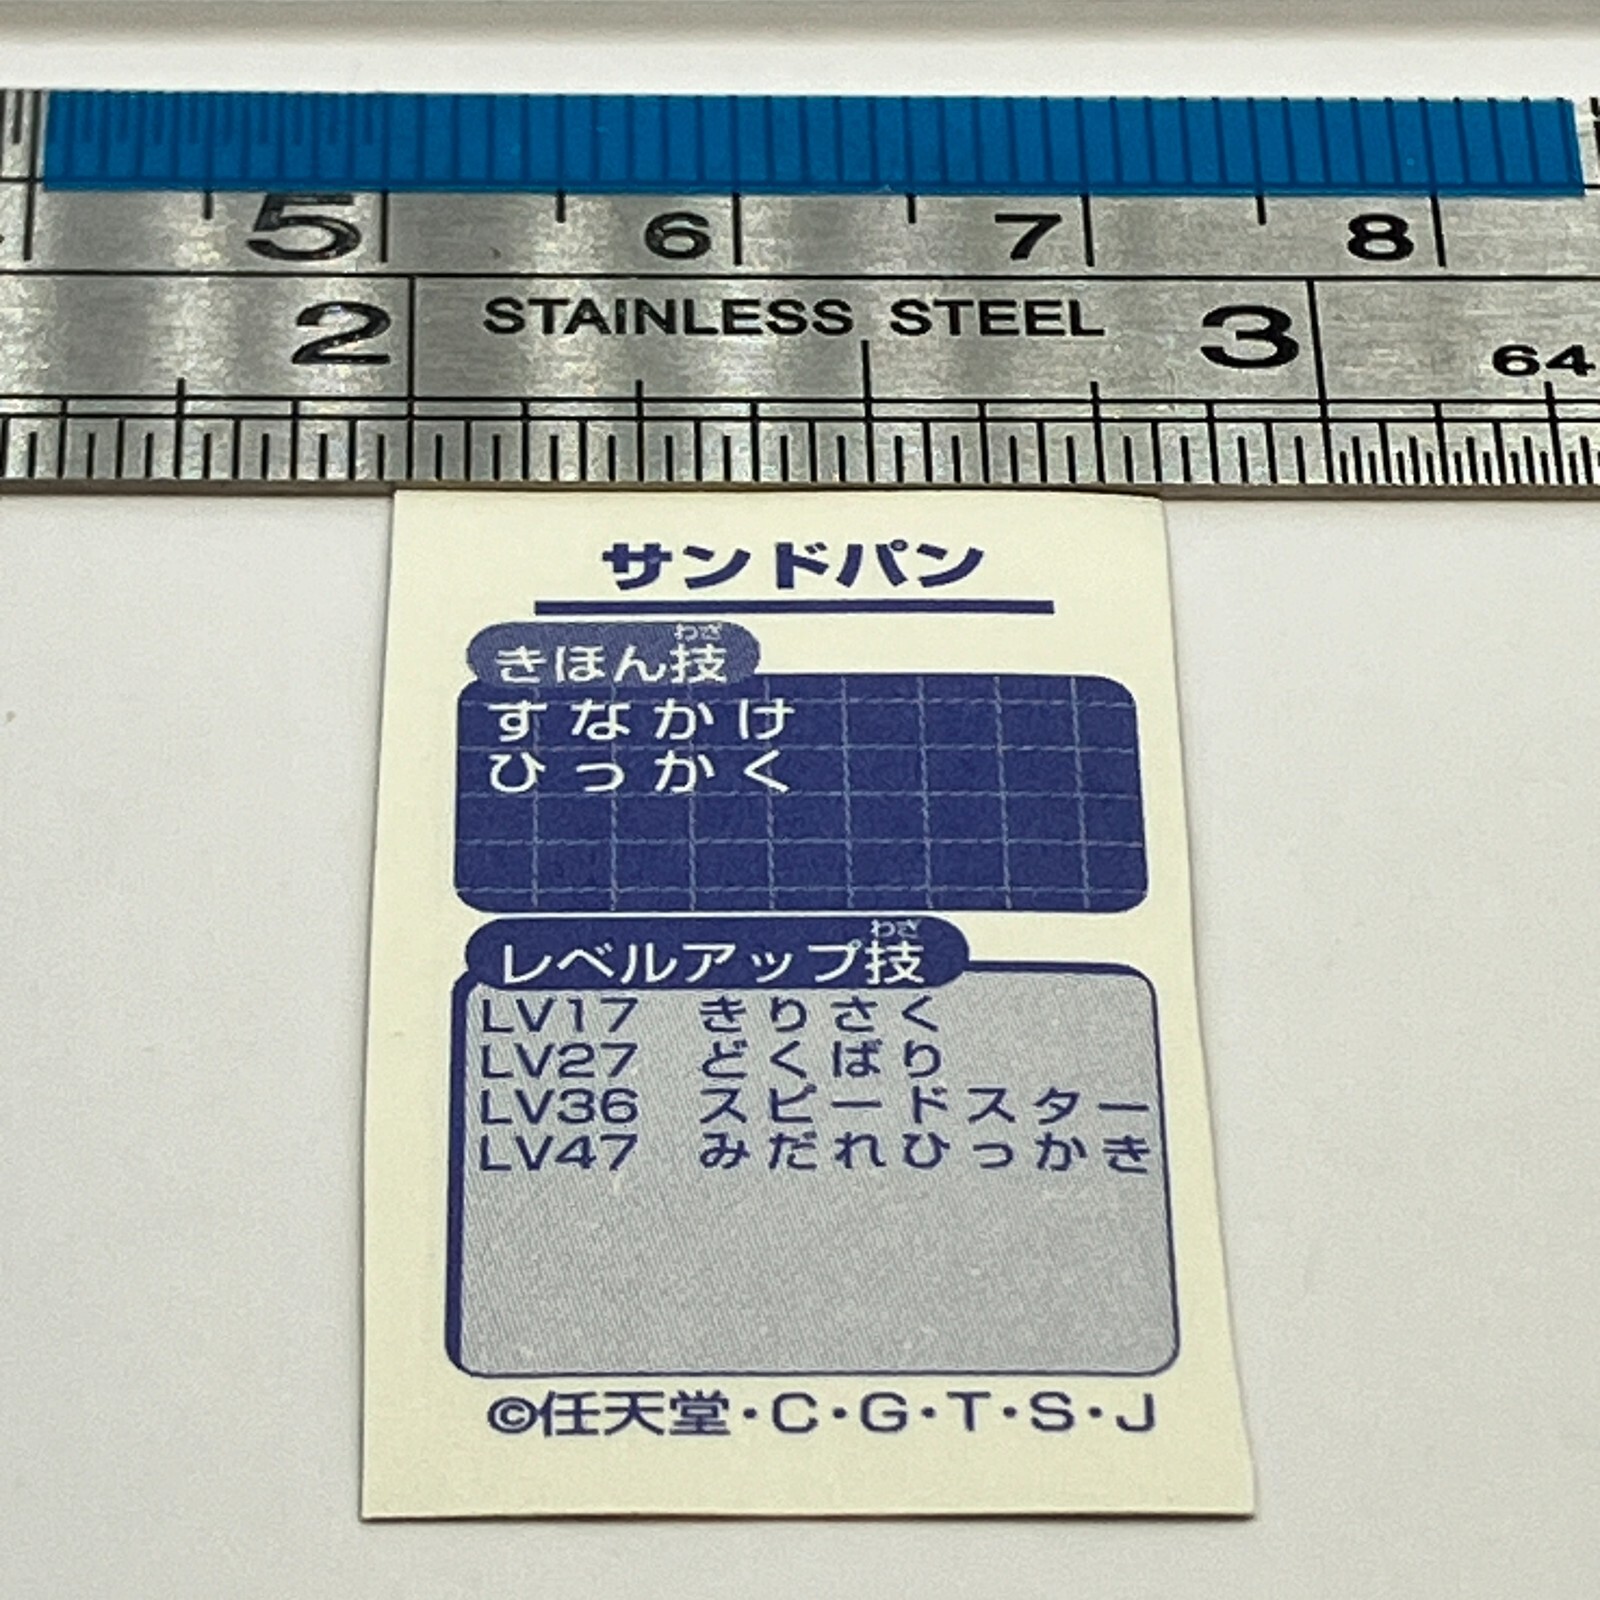 5 6 7 8
2 STAINLESS STEEL 3 64
サンドパン
わざ
きほん技
すなかけ
ひっかく
わざ
レベルアップ技
LV17 きりさく
LV27 どくばり
LV36 スピードスター
LV47 みだれひっかき
©任天堂・C・G・T・S・J